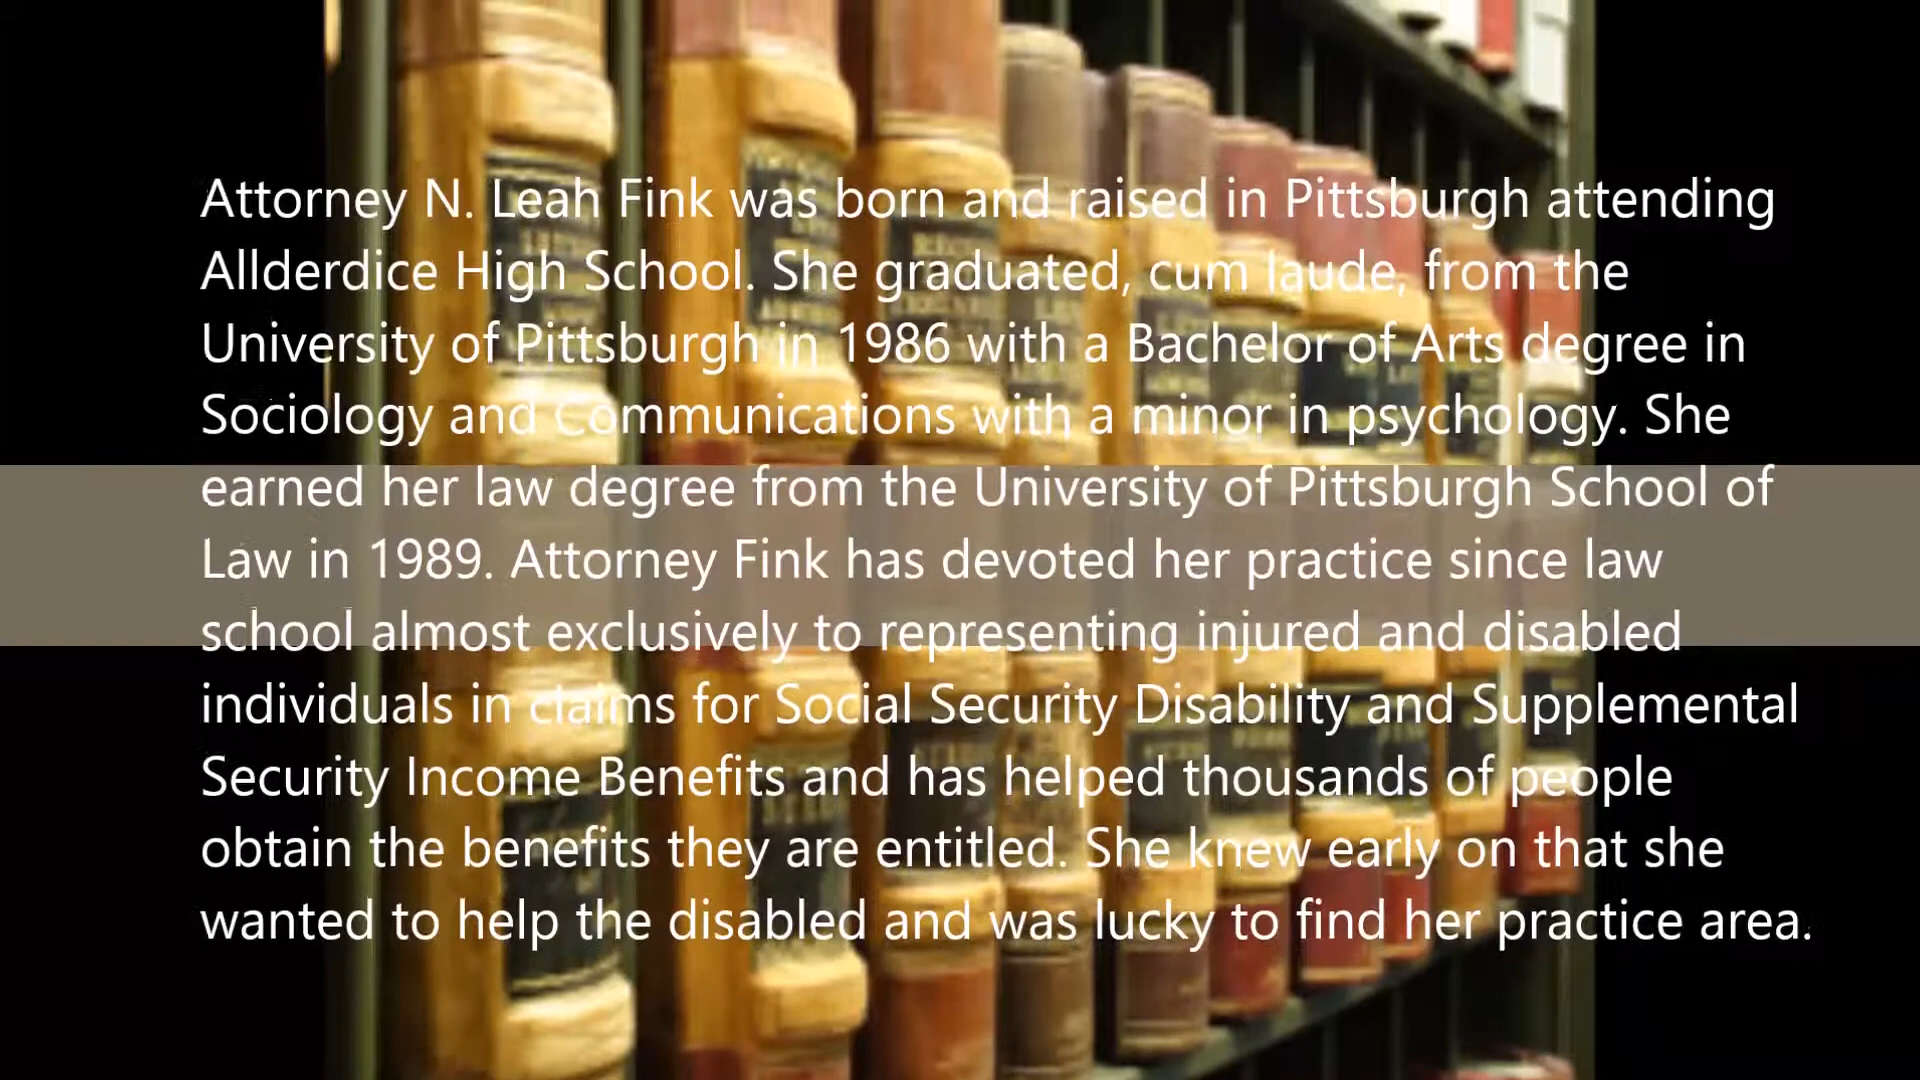 Attorney N. Leah Fink was born and raised in Pittsburgh attending
Allderdice High School. She graduated, cum laude, from the
University of Pittsburgh in 1986 with a Bachelor of Arts degree in
Sociology and Communications with a minor in psychology. She
earned her law degree from the University of Pittsburgh School of
Law in 1989. Attorney Fink has devoted her practice since law
school almost exclusively to representing injured and disabled
individuals in claims for Social Security Disability and Supplemental
Security Income Benefits and has helped thousands of people
obtain the benefits they are entitled. She knew early on that she
wanted to help the disabled and was lucky to find her practice area.